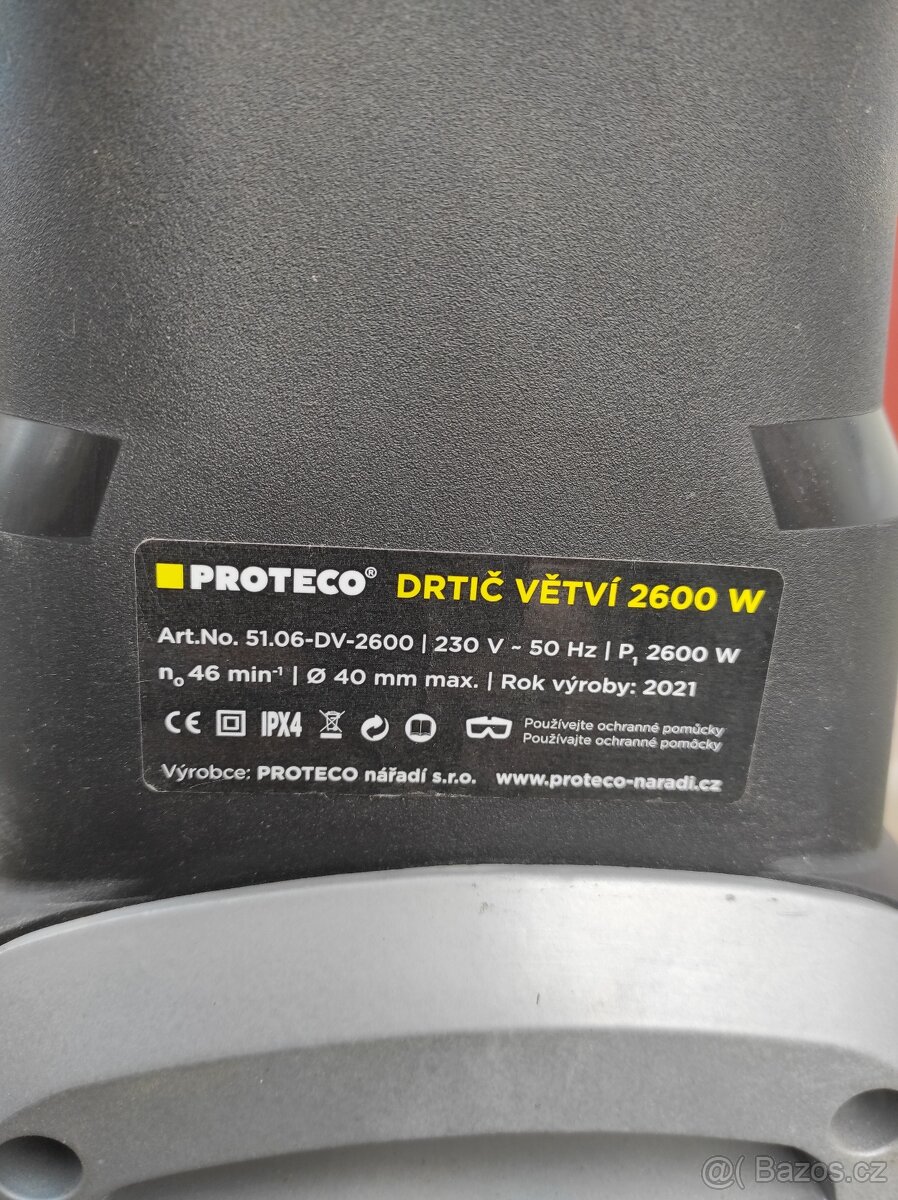 PROTECO® DRTIČ VĚTVÍ 2600 W
Art.No. 51.06-DV-2600 | 230 V ~ 50 Hz | P₁ 2600 W
n₀ 46 min⁻¹ | Ø 40 mm max. | Rok výroby: 2021
CE IPX4
Používejte ochranné pomůcky
Používajte ochranné pomôcky
Výrobce: PROTECO nářadí s.r.o. www.proteco-naradi.cz
@( Bazos.cz